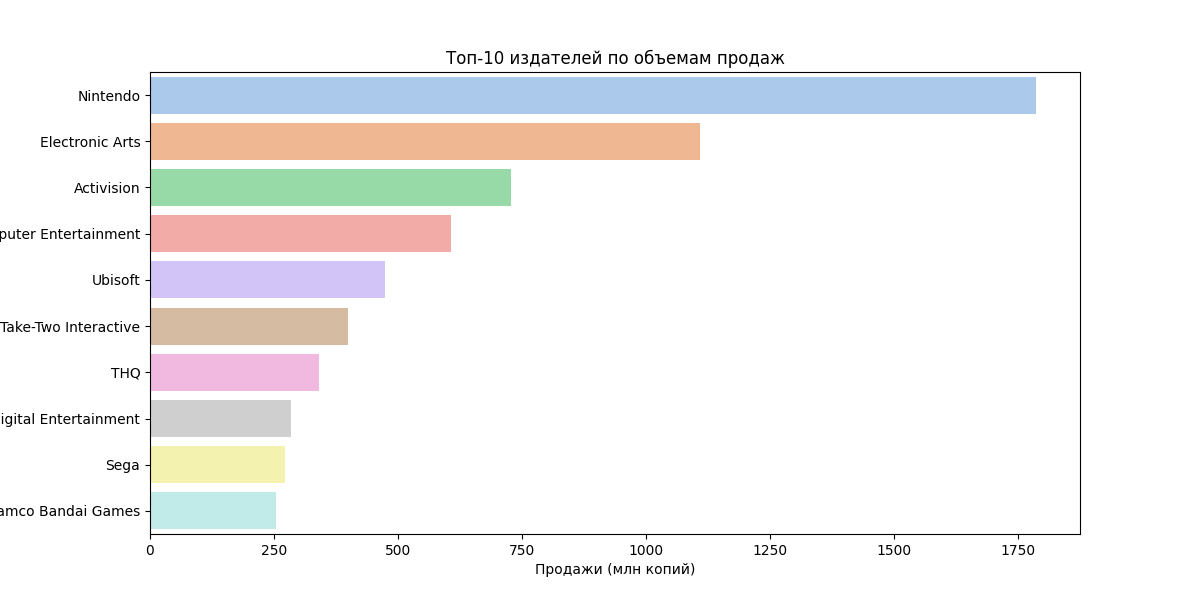 Топ-10 издателей по объемам продаж
Nintendo
Electronic Arts
Activision
puter Entertainment
Ubisoft
Take-Two Interactive
THQ
igital Entertainment
Sega
amco Bandai Games
0 250 500 750 1000 1250 1500 1750
Продажи (млн копий)